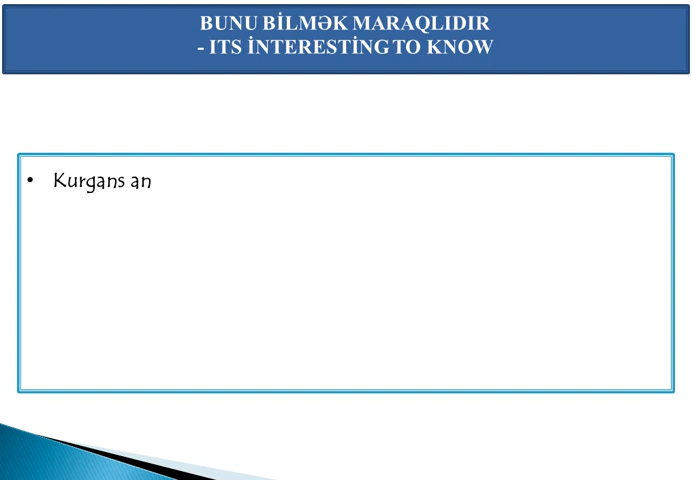 BUNU BİLMƏK MARAQLIDIR
- ITS İNTERESTİNG TO KNOW
• Kurgans an